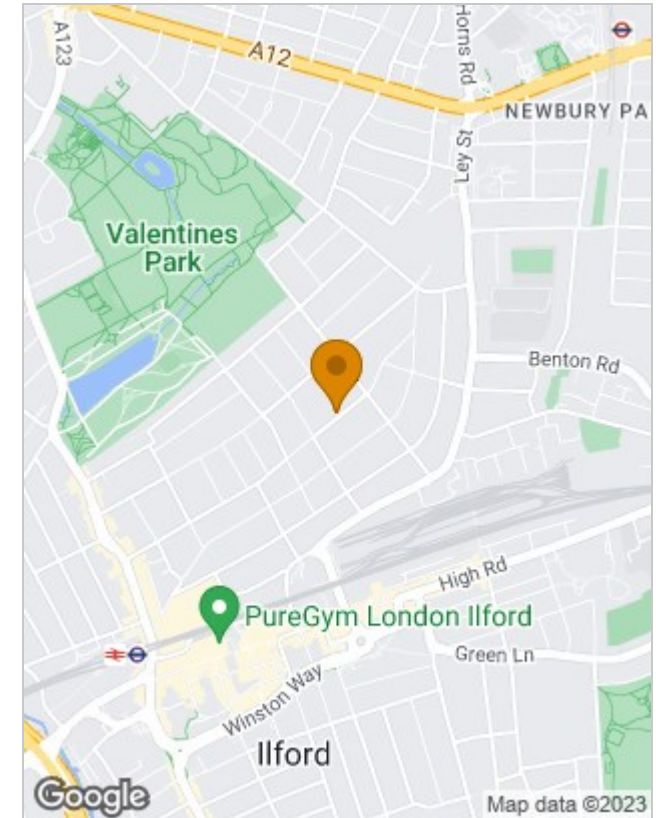 A123
A12
Horns Rd
NEWBURY PA
Ley St
Valentines
Park
Benton Rd
High Rd
PureGym London Ilford
Green Ln
Winston Way
Ilford
Google
Map data ©2023